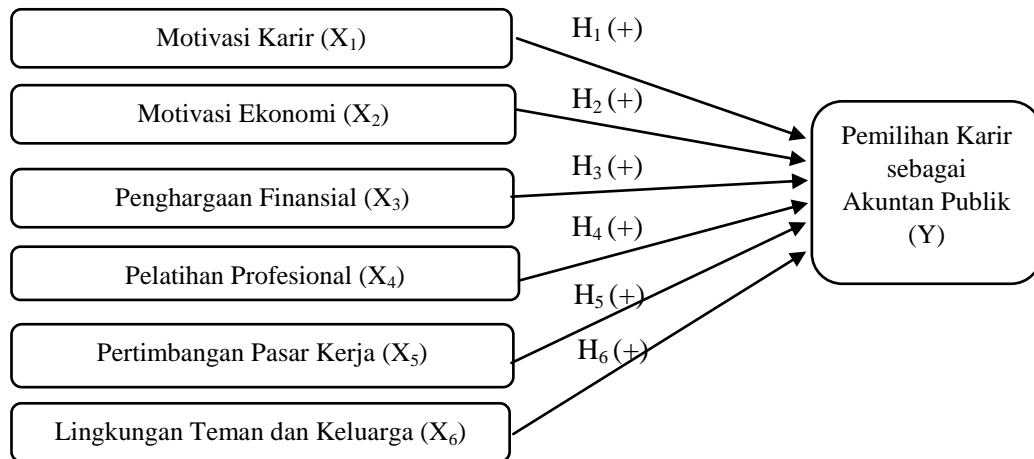 Motivasi Karir (X₁)
H₁ (+)
Motivasi Ekonomi (X₂)
H₂ (+)
Penghargaan Finansial (X₃)
H₃ (+)
Pelatihan Profesional (X₄)
H₄ (+)
Pertimbangan Pasar Kerja (X₅)
H₅ (+)
Lingkungan Teman dan Keluarga (X₆)
H₆ (+)
Pemilihan Karir
sebagai
Akuntan Publik
(Y)